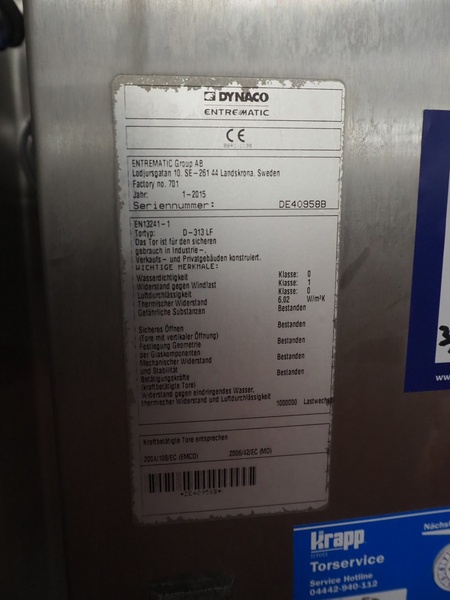 DYNACO
ENTREMATIC
CE
ENTREMATIC Group AB
Lodjursgatan 10. SE-261 44 Landskrona. Sweden
Factory no. 701
Jahr: 1-2015
Seriennummer: DE40958B
EN13241-1
Tortyp: D-313 LF
Das Tor ist für den sicheren
gebrauch in Industrie-.
Verkaufs- und Privatgebäuden konstruiert.
WICHTIGE MERKMALE:
Wasserdichtigkeit Klasse: 0
Widerstand gegen Windlast Klasse: 1
Luftdurchlässigkeit Klasse: 0
Thermischer Widerstand 6,02 W/m²K
Gefährliche Substanzen Bestanden
Sicheres Öffnen Bestanden
(Tore mit vertikaler Öffnung)
Festlegung Geometrie Bestanden
der Glaskomponenten
Mechanischer Widerstand Bestanden
und Stabilität
Betätigungskräfte Bestanden
(kraftbetätigte Tore)
Widerstand gegen eindringendes Wasser,
thermischer Widerstand und Luftdurchlässigkeit 1000000 Lastwechs
Kraftbetätigte Tore entsprechen
2004/108/EC (EMCD) 2006/42/EC (MD)
*DE40958B*
www.
Krapp
Nächst
Torservice
Service Hotline
04442-940-112